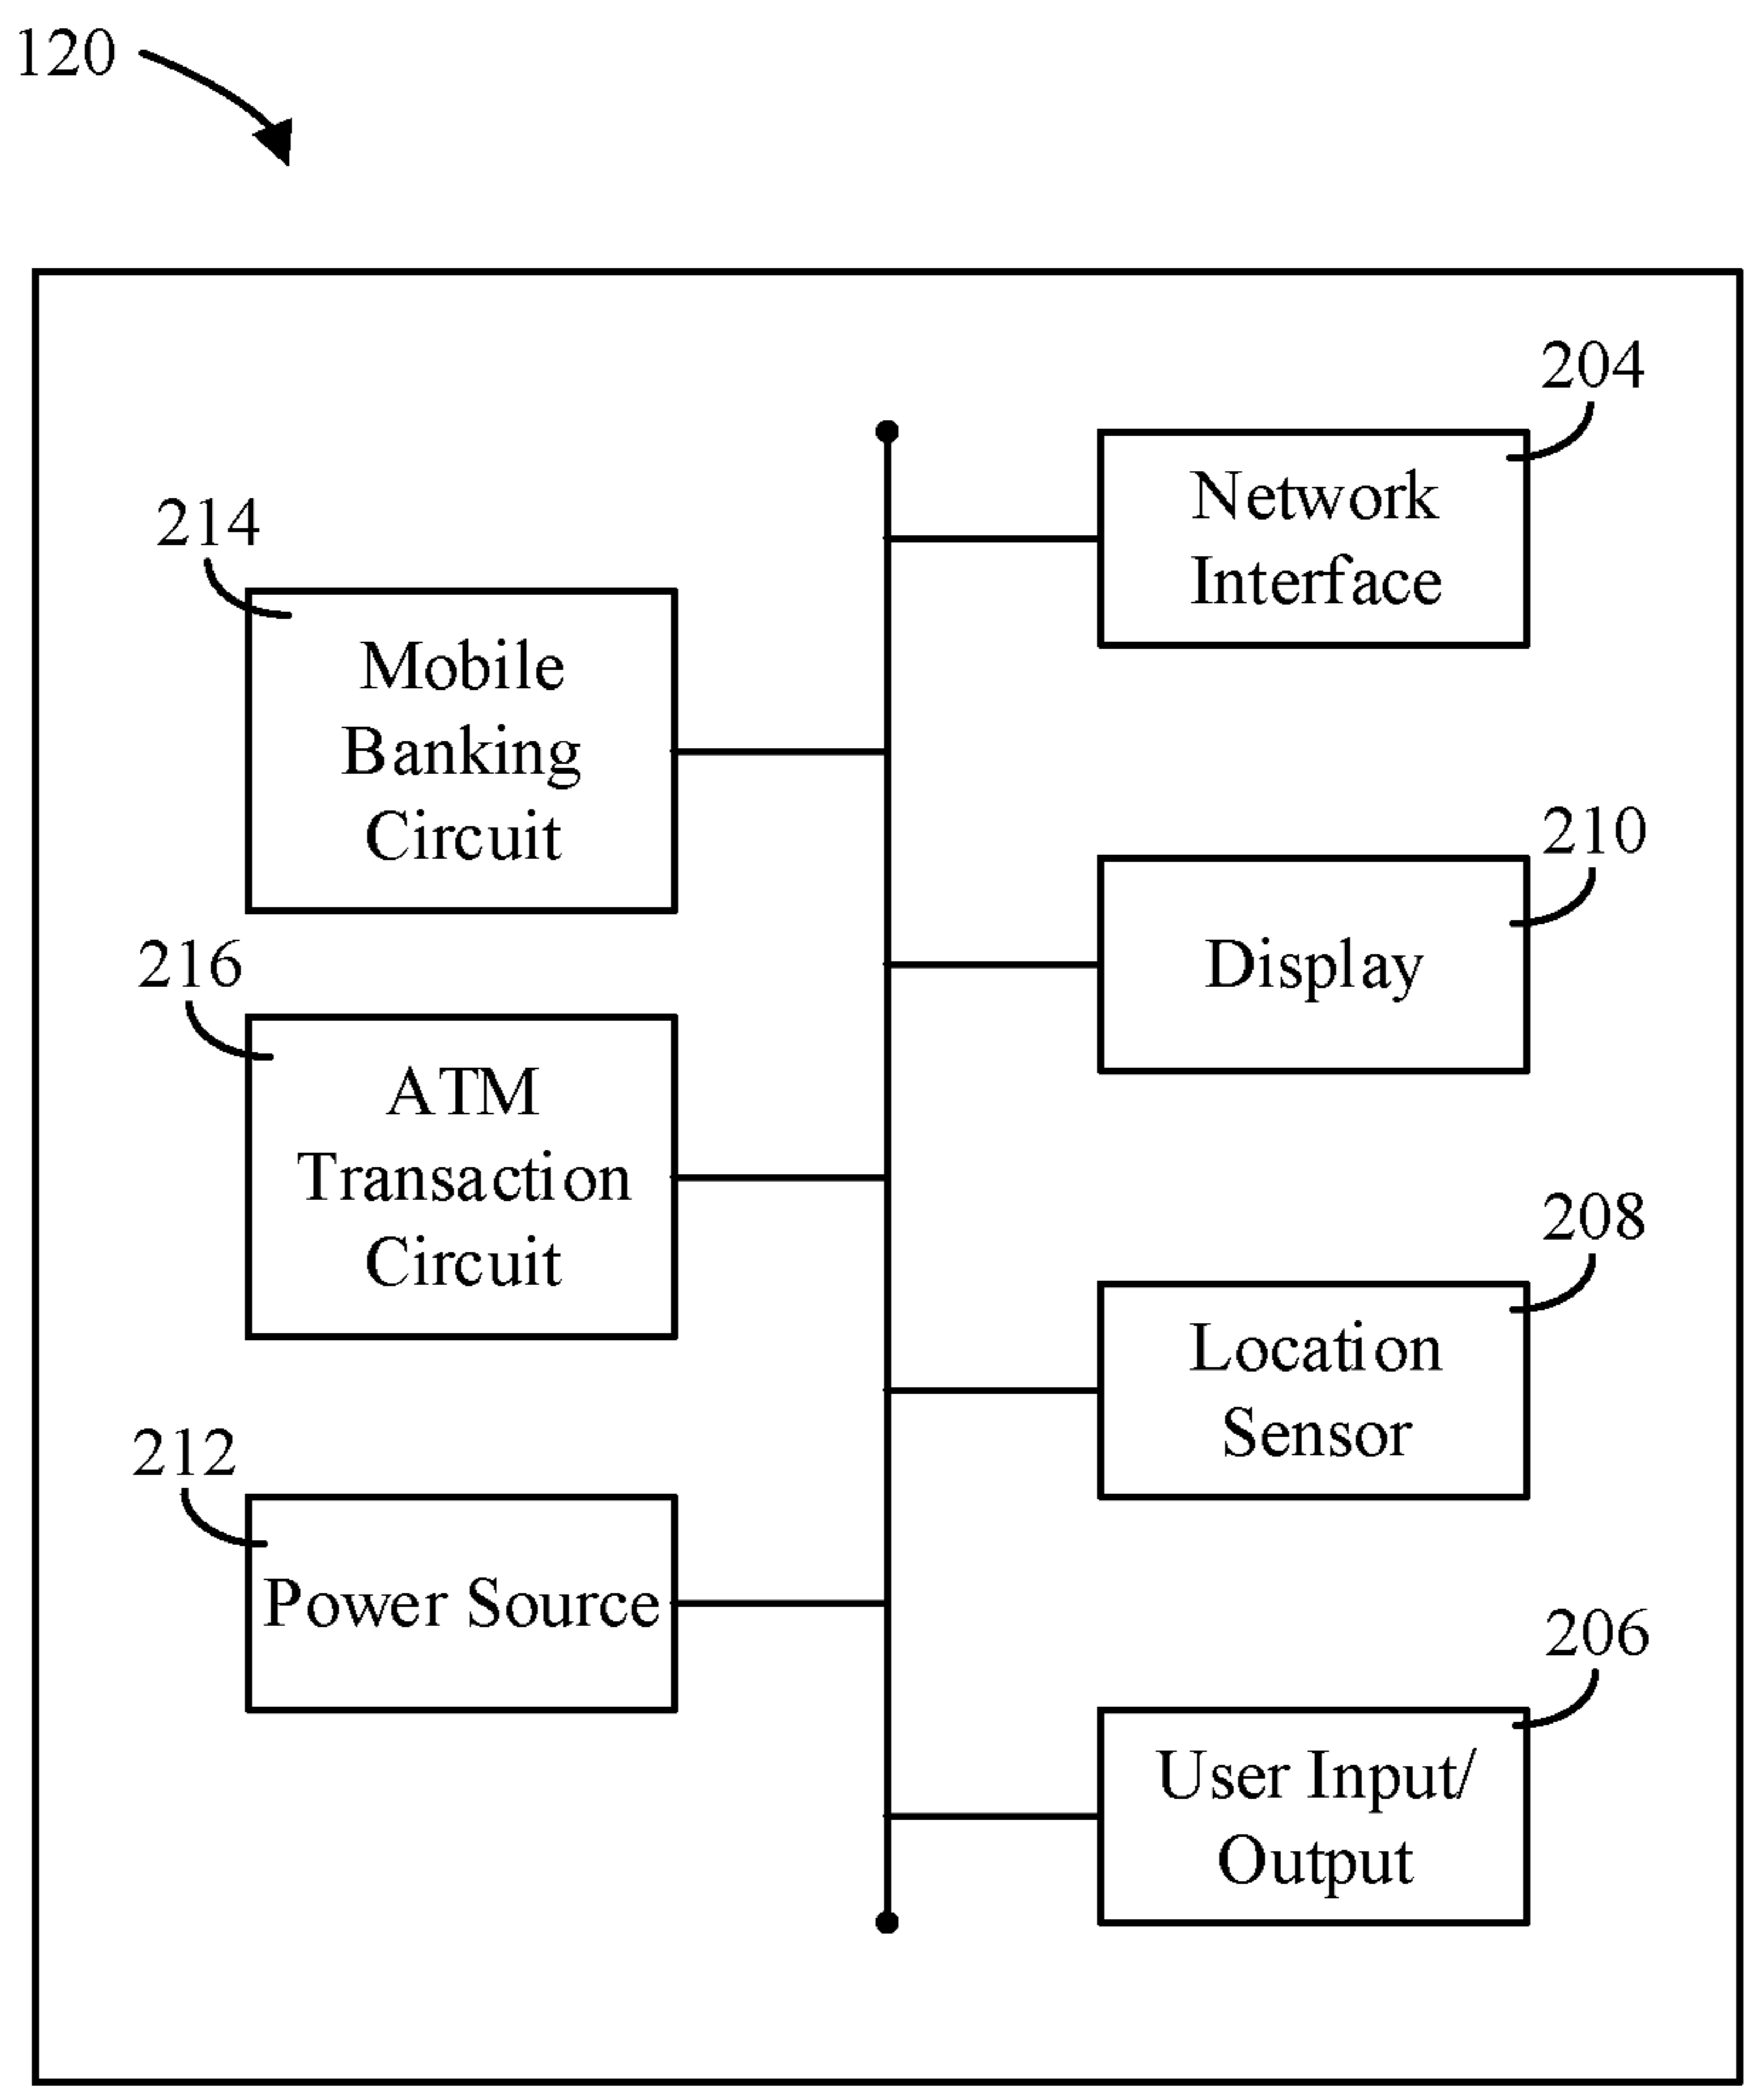 120
204
Network
Interface
214
Mobile
Banking
Circuit
210
Display
216
ATM
Transaction
Circuit
208
Location
Sensor
212
Power Source
206
User Input/
Output